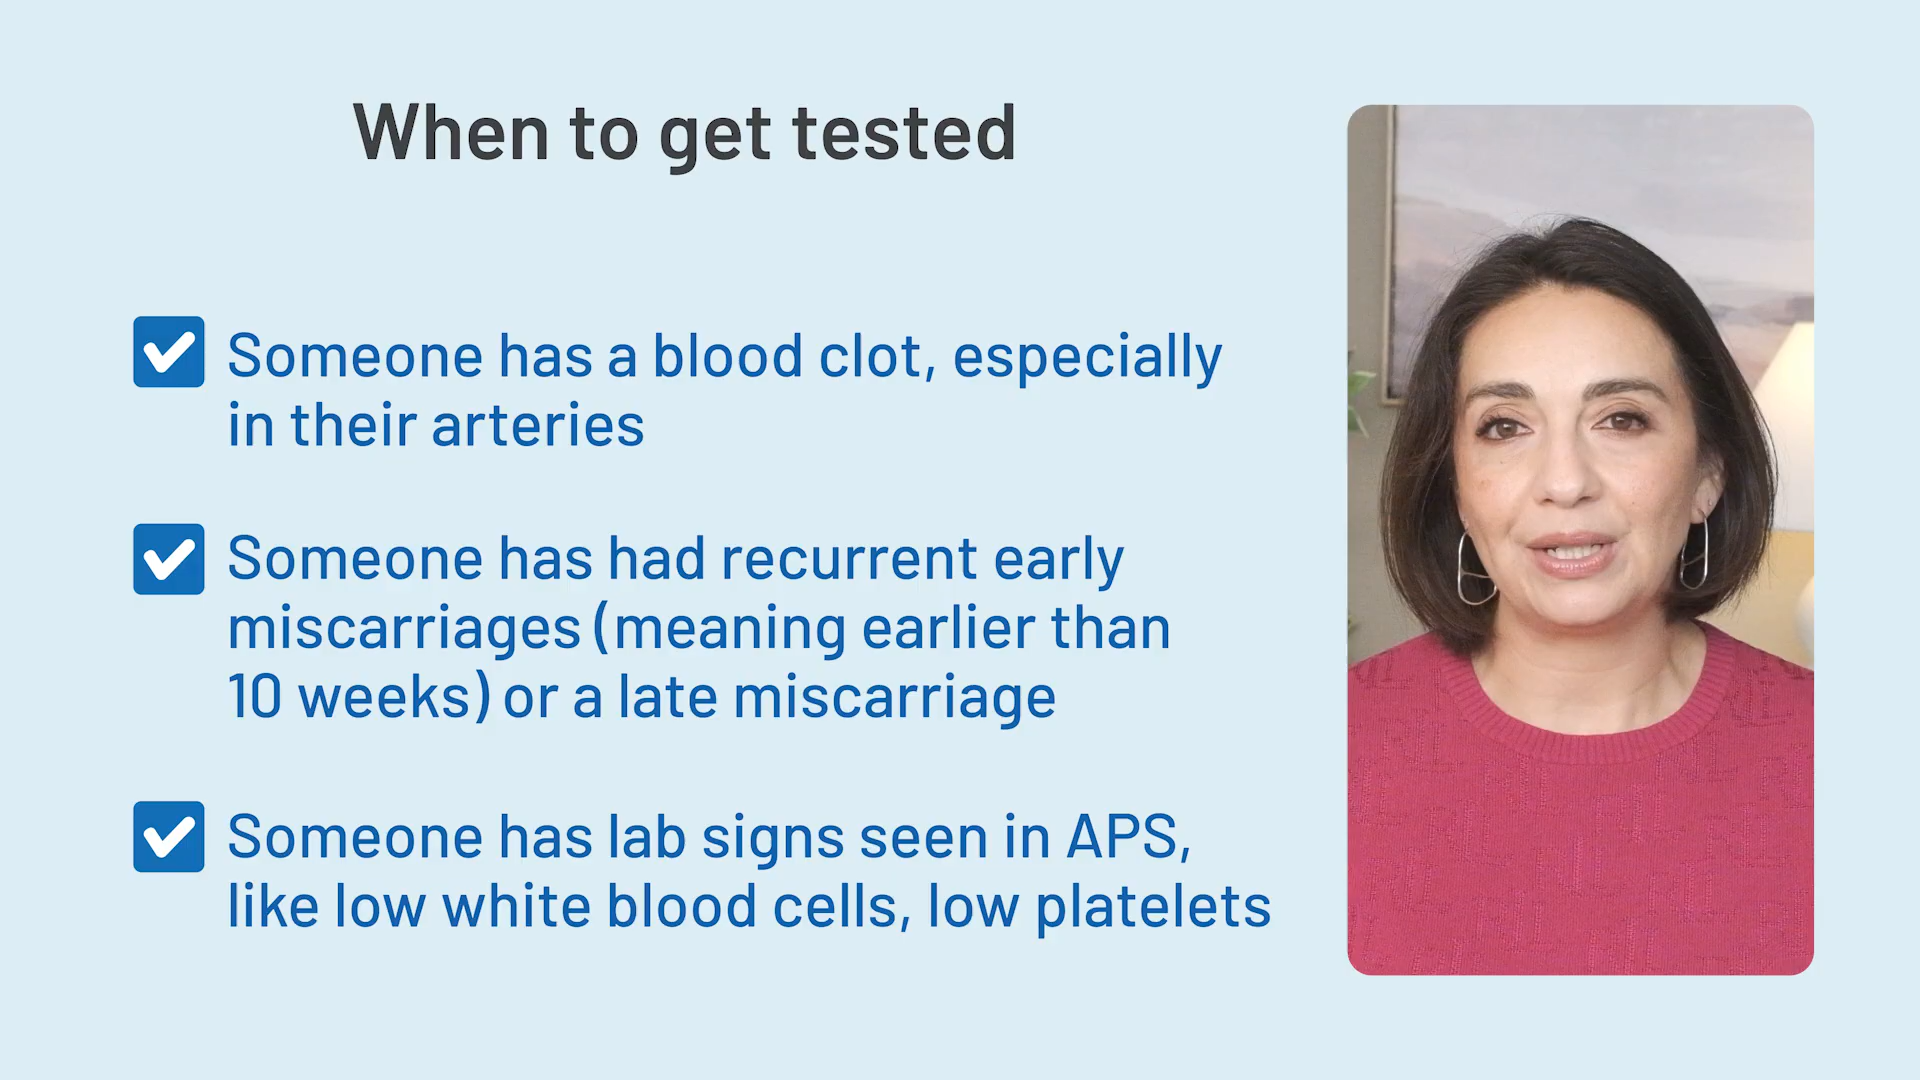 When to get tested
Someone has a blood clot, especially
in their arteries
Someone has had recurrent early
miscarriages (meaning earlier than
10 weeks) or a late miscarriage
Someone has lab signs seen in APS,
like low white blood cells, low platelets